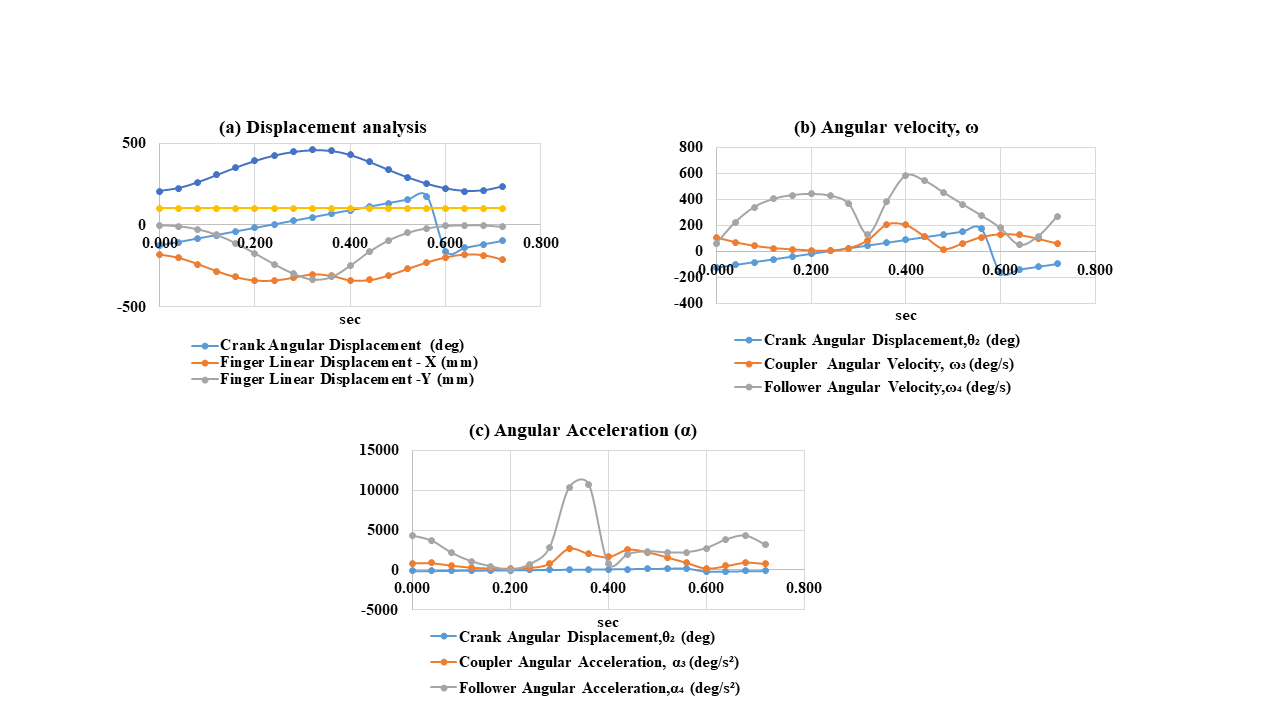 (a) Displacement analysis
500
0
-500
0.000 0.200 0.400 0.600 0.800
sec
Crank Angular Displacement (deg)
Finger Linear Displacement - X (mm)
Finger Linear Displacement -Y (mm)
(b) Angular velocity, ω
800
600
400
200
0
-200
-400
0.000 0.200 0.400 0.600 0.800
sec
Crank Angular Displacement,θ₂ (deg)
Coupler Angular Velocity, ω₃ (deg/s)
Follower Angular Velocity,ω₄ (deg/s)
(c) Angular Acceleration (α)
15000
10000
5000
0
-5000
0.000 0.200 0.400 0.600 0.800
sec
Crank Angular Displacement,θ₂ (deg)
Coupler Angular Acceleration, α₃ (deg/s²)
Follower Angular Acceleration,α₄ (deg/s²)